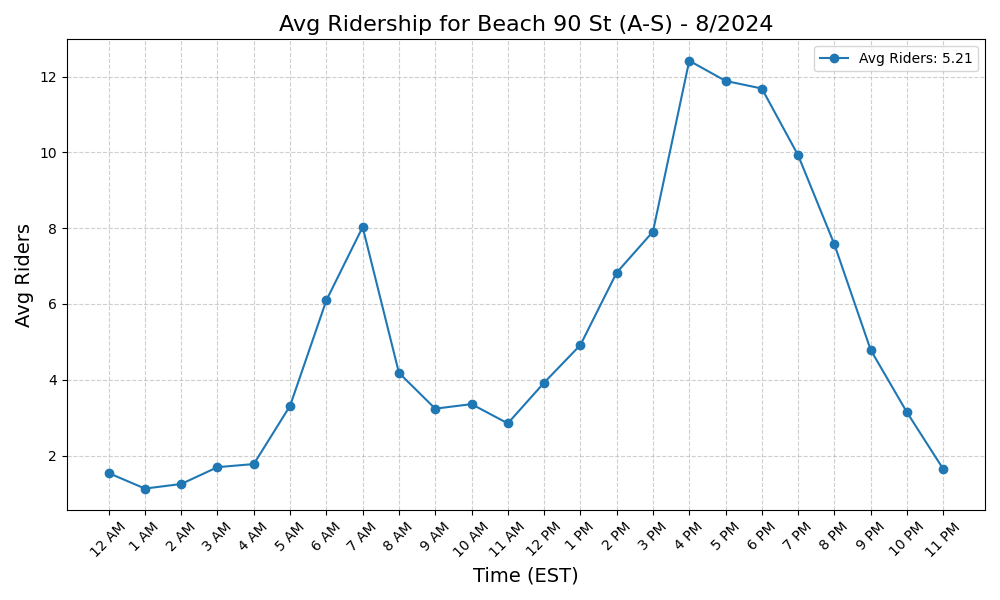 Avg Ridership for Beach 90 St (A-S) - 8/2024
Avg Riders: 5.21
Avg Riders
12
10
8
6
4
2
12 AM
1 AM
2 AM
3 AM
4 AM
5 AM
6 AM
7 AM
8 AM
9 AM
10 AM
11 AM
12 PM
1 PM
2 PM
3 PM
4 PM
5 PM
6 PM
7 PM
8 PM
9 PM
10 PM
11 PM
Time (EST)